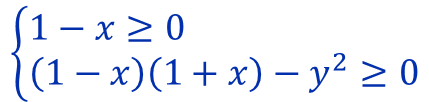 1 − x ≥ 0
(1 − x)(1 + x) − y² ≥ 0